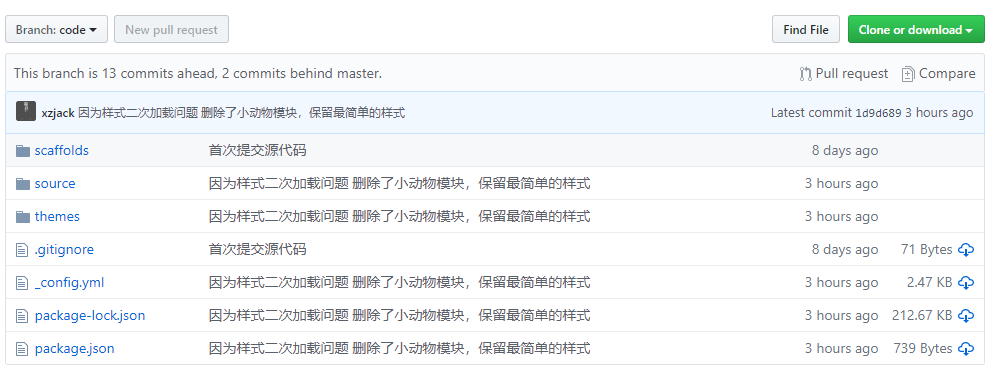 Branch: code New pull request Find File Clone or download
This branch is 13 commits ahead, 2 commits behind master. Pull request Compare
xzjack 因为样式二次加载问题 删除了小动物模块，保留最简单的样式 Latest commit 1d9d689 3 hours ago
scaffolds 首次提交源代码 8 days ago
source 因为样式二次加载问题 删除了小动物模块，保留最简单的样式 3 hours ago
themes 因为样式二次加载问题 删除了小动物模块，保留最简单的样式 3 hours ago
.gitignore 首次提交源代码 8 days ago 71 Bytes
_config.yml 因为样式二次加载问题 删除了小动物模块，保留最简单的样式 3 hours ago 2.47 KB
package-lock.json 因为样式二次加载问题 删除了小动物模块，保留最简单的样式 3 hours ago 212.67 KB
package.json 因为样式二次加载问题 删除了小动物模块，保留最简单的样式 3 hours ago 739 Bytes